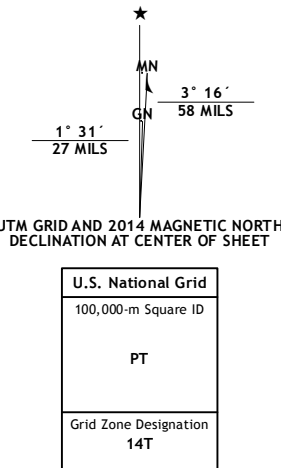 MN
GN
3° 16´
58 MILS
1° 31´
27 MILS
UTM GRID AND 2014 MAGNETIC NORTH
DECLINATION AT CENTER OF SHEET
U.S. National Grid
100,000-m Square ID
PT
Grid Zone Designation
14T